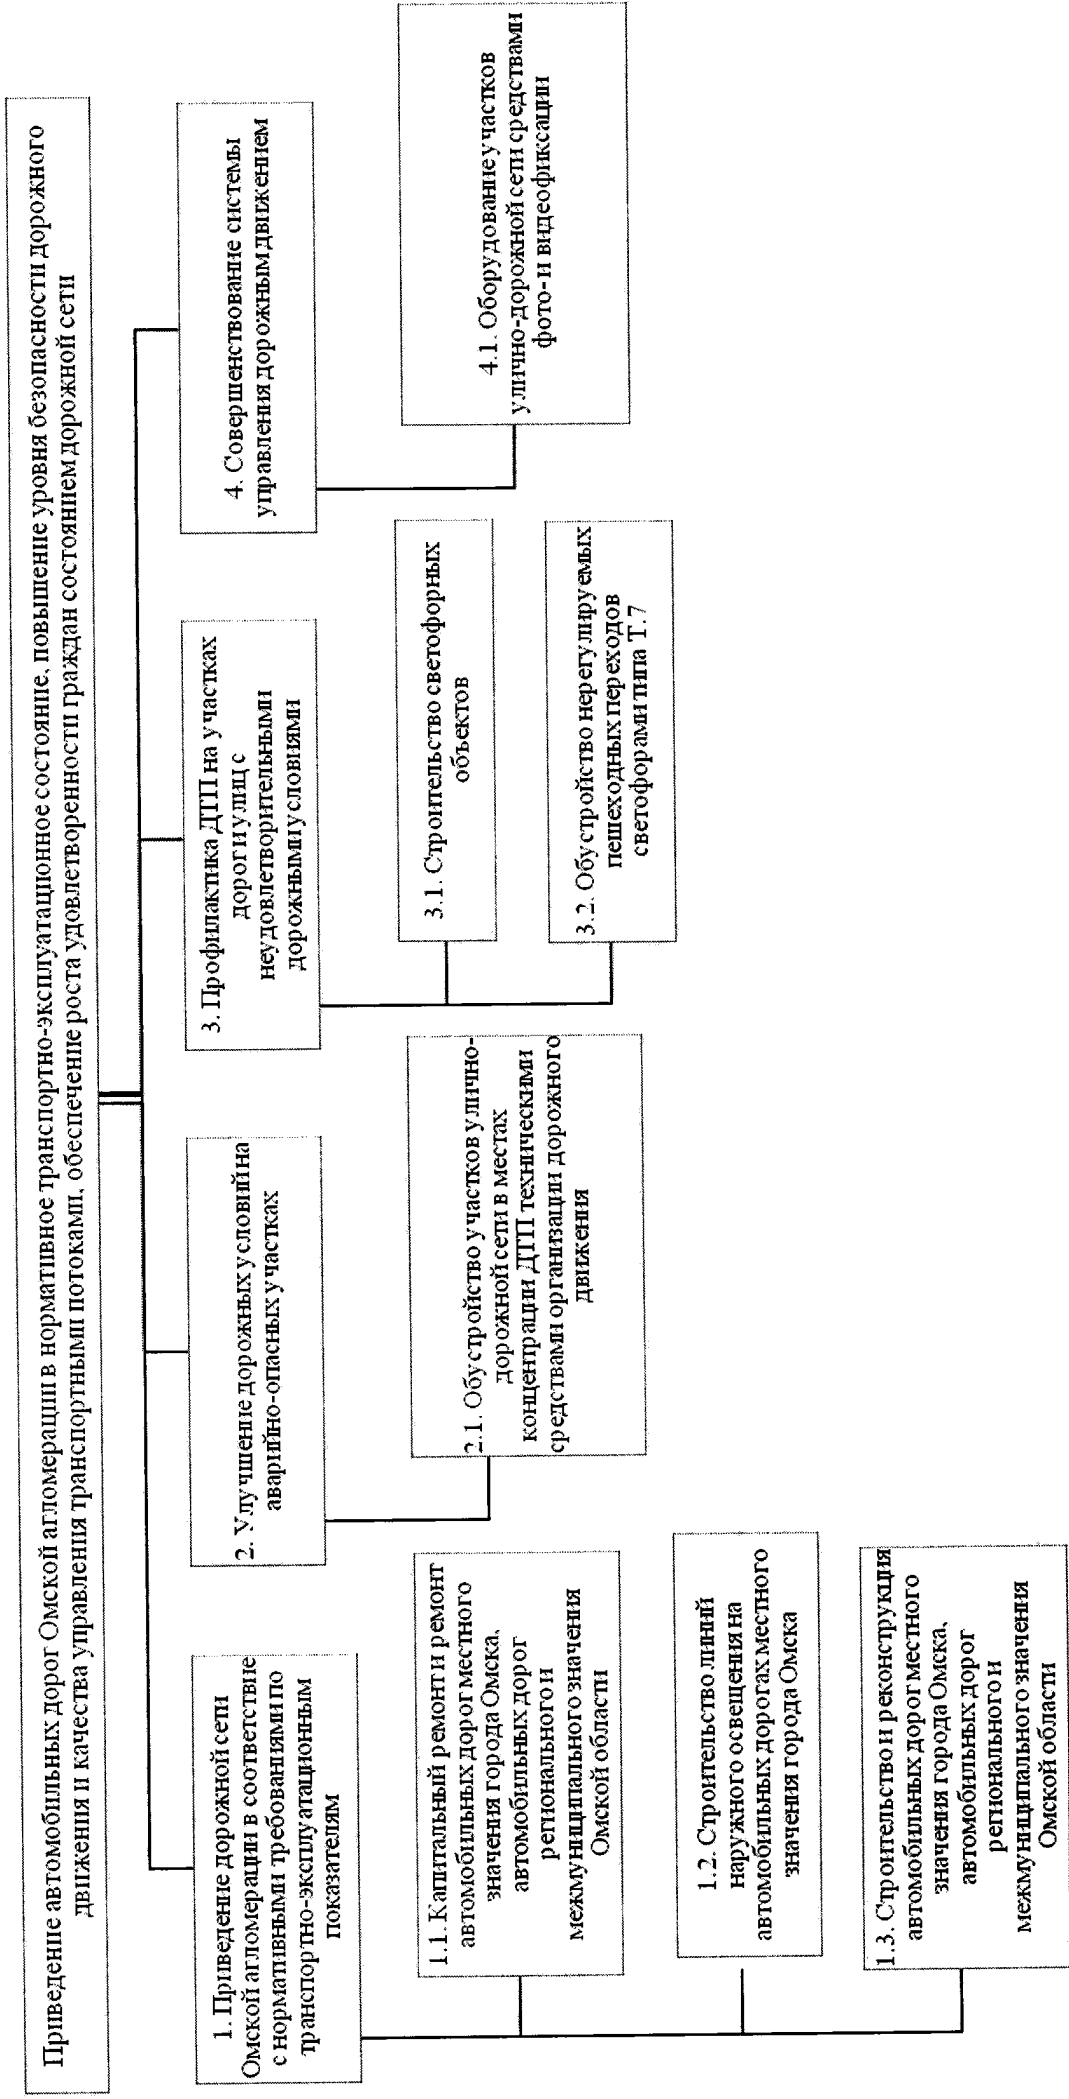 Приведение автомобильных дорог Омской агломерации в нормативное транспортно-эксплуатационное состояние, повышение уровня безопасности дорожного
движения и качества управления транспортными потоками, обеспечение роста удовлетворенности граждан состоянием дорожной сети
1. Приведение дорожной сети
Омской агломерации в соответствие
с нормативными требованиями по
транспортно-эксплуатационным
показателям
1.1. Капитальный ремонт и ремонт
автомобильных дорог местного
значения города Омска,
автомобильных дорог
регионального и
межмуниципального значения
Омской области
1.2. Строительство линий
наружного освещения на
автомобильных дорогах местного
значения города Омска
1.3. Строительство и реконструкция
автомобильных дорог местного
значения города Омска,
автомобильных дорог
регионального и
межмуниципального значения
Омской области
2. Улучшение дорожных условий на
аварийно-опасных участках
2.1. Обустройство участков улично-
дорожной сети в местах
концентрации ДТП техническими
средствами организации дорожного
движения
3. Профилактика ДТП на участках
дорог и улиц с
неудовлетворительными
дорожными условиями
3.1. Строительство светофорных
объектов
3.2. Обустройство нерегулируемых
пешеходных переходов
светофорами типа Т.7
4. Совершенствование системы
управления дорожным движением
4.1. Оборудование участков
улично-дорожной сети средствами
фото- и видеофиксации